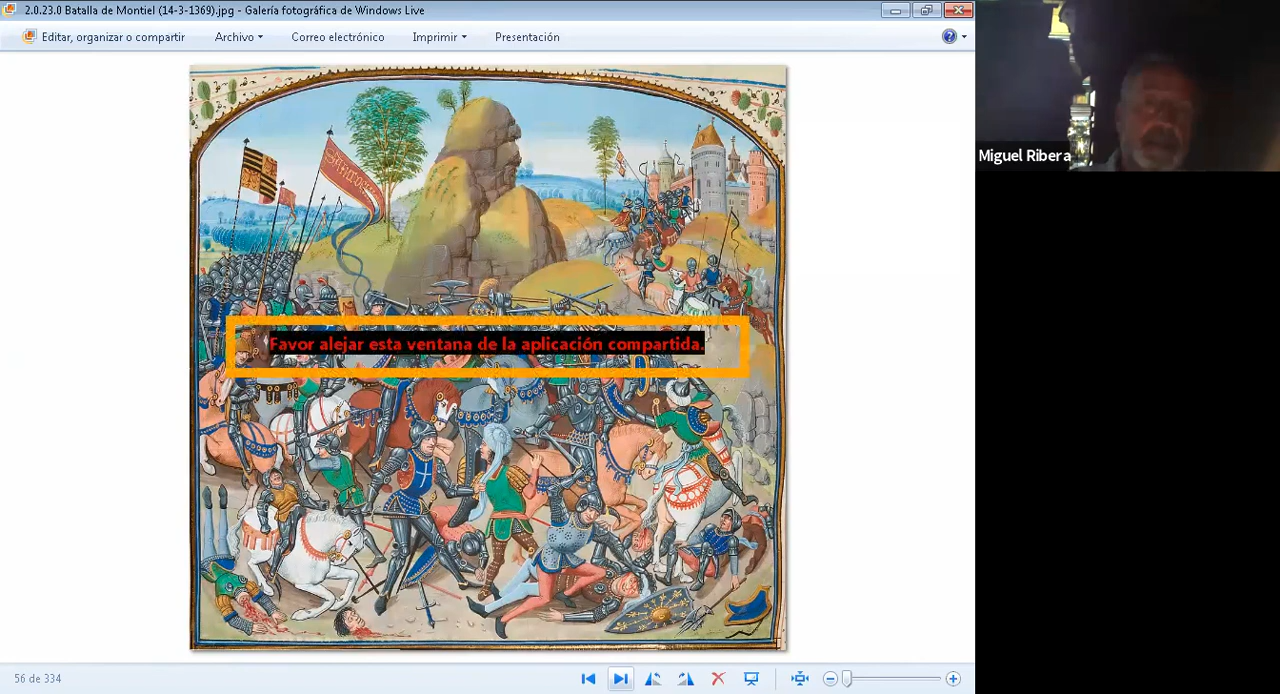 2.0.23.0 Batalla de Montiel (14-3-1369).jpg - Galería fotográfica de Windows Live
Editar, organizar o compartir Archivo Correo electrónico Imprimir Presentación
Miguel Ribera
Favor alejar esta ventana de la aplicación compartida.
56 de 334